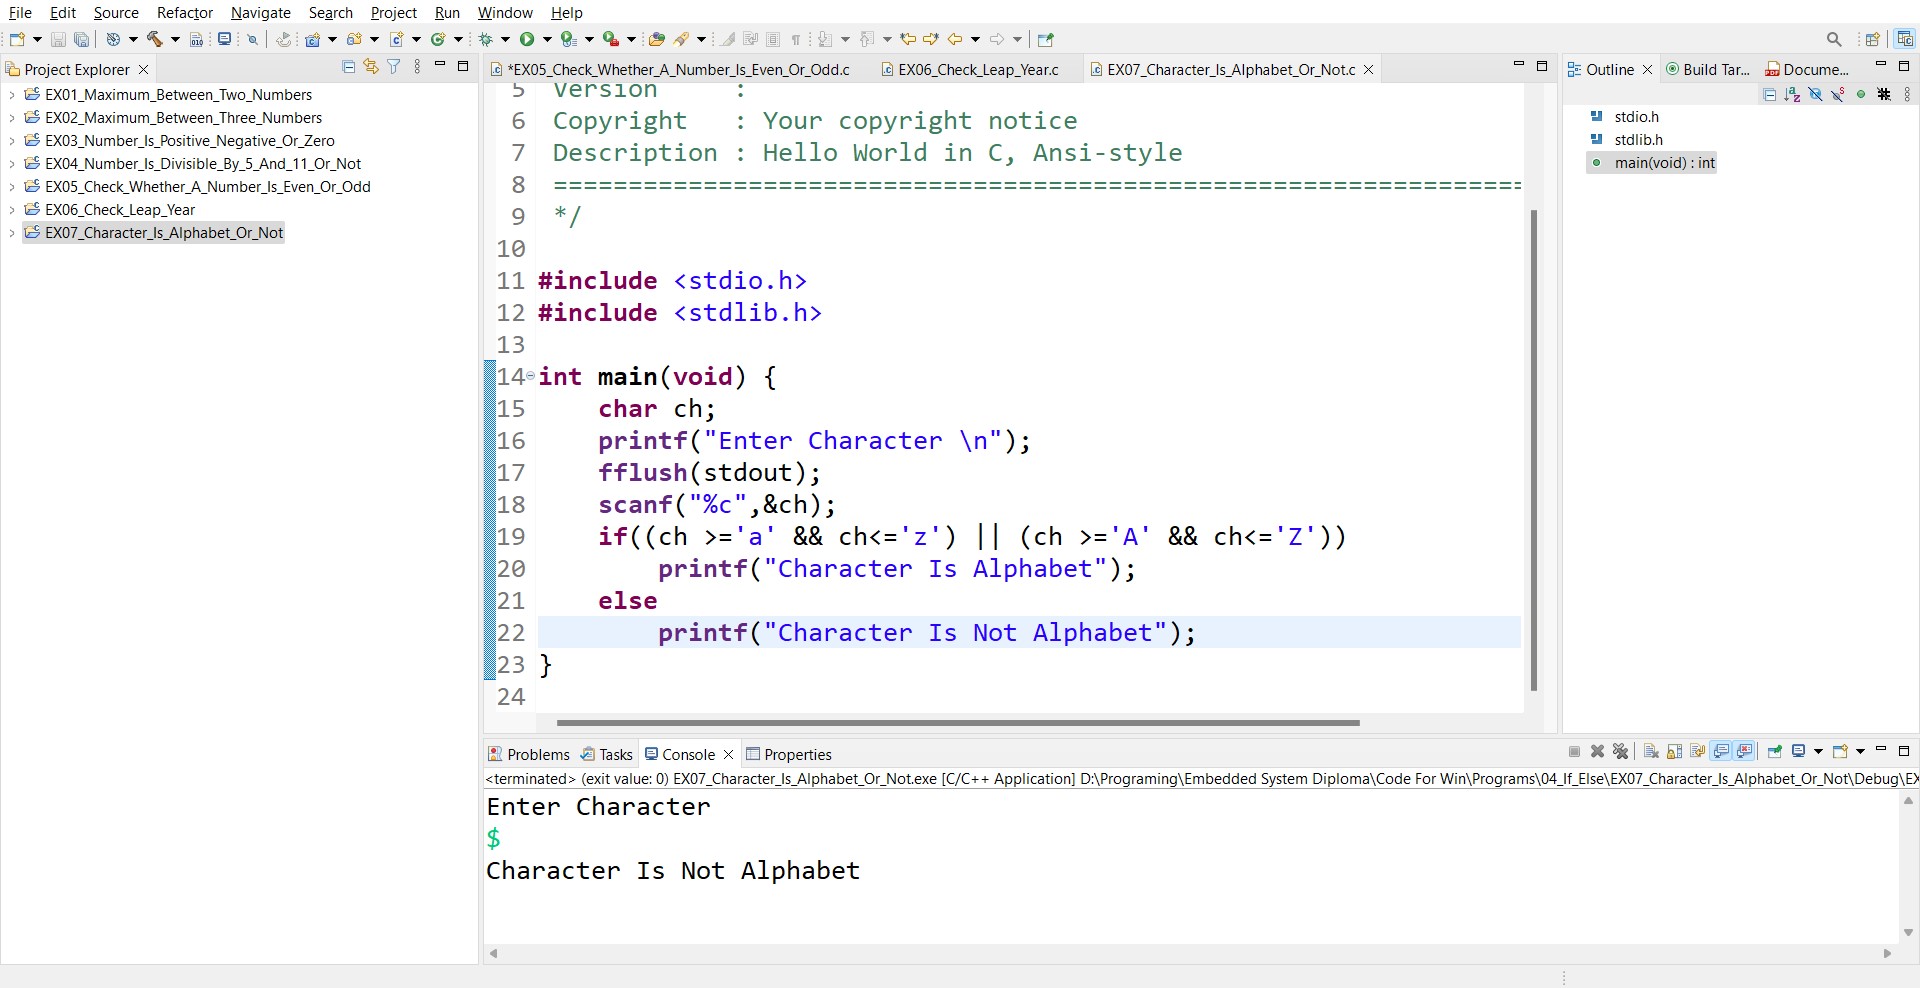 File Edit Source Refactor Navigate Search Project Run Window Help
Project Explorer
EX01_Maximum_Between_Two_Numbers
EX02_Maximum_Between_Three_Numbers
EX03_Number_Is_Positive_Negative_Or_Zero
EX04_Number_Is_Divisible_By_5_And_11_Or_Not
EX05_Check_Whether_A_Number_Is_Even_Or_Odd
EX06_Check_Leap_Year
EX07_Character_Is_Alphabet_Or_Not
*EX05_Check_Whether_A_Number_Is_Even_Or_Odd.c EX06_Check_Leap_Year.c EX07_Character_Is_Alphabet_Or_Not.c
5 Version :
6 Copyright : Your copyright notice
7 Description : Hello World in C, Ansi-style
8 =================================================================
9 */
10
11 #include <stdio.h>
12 #include <stdlib.h>
13
14 int main(void) {
15 char ch;
16 printf("Enter Character \n");
17 fflush(stdout);
18 scanf("%c",&ch);
19 if((ch >='a' && ch<='z') || (ch >='A' && ch<='Z'))
20 printf("Character Is Alphabet");
21 else
22 printf("Character Is Not Alphabet");
23 }
24
Outline Build Tar... Docume...
stdio.h
stdlib.h
main(void) : int
Problems Tasks Console Properties
<terminated> (exit value: 0) EX07_Character_Is_Alphabet_Or_Not.exe [C/C++ Application] D:\Programing\Embedded System Diploma\Code For Win\Programs\04_If_Else\EX07_Character_Is_Alphabet_Or_Not\Debug\EX
Enter Character
$
Character Is Not Alphabet